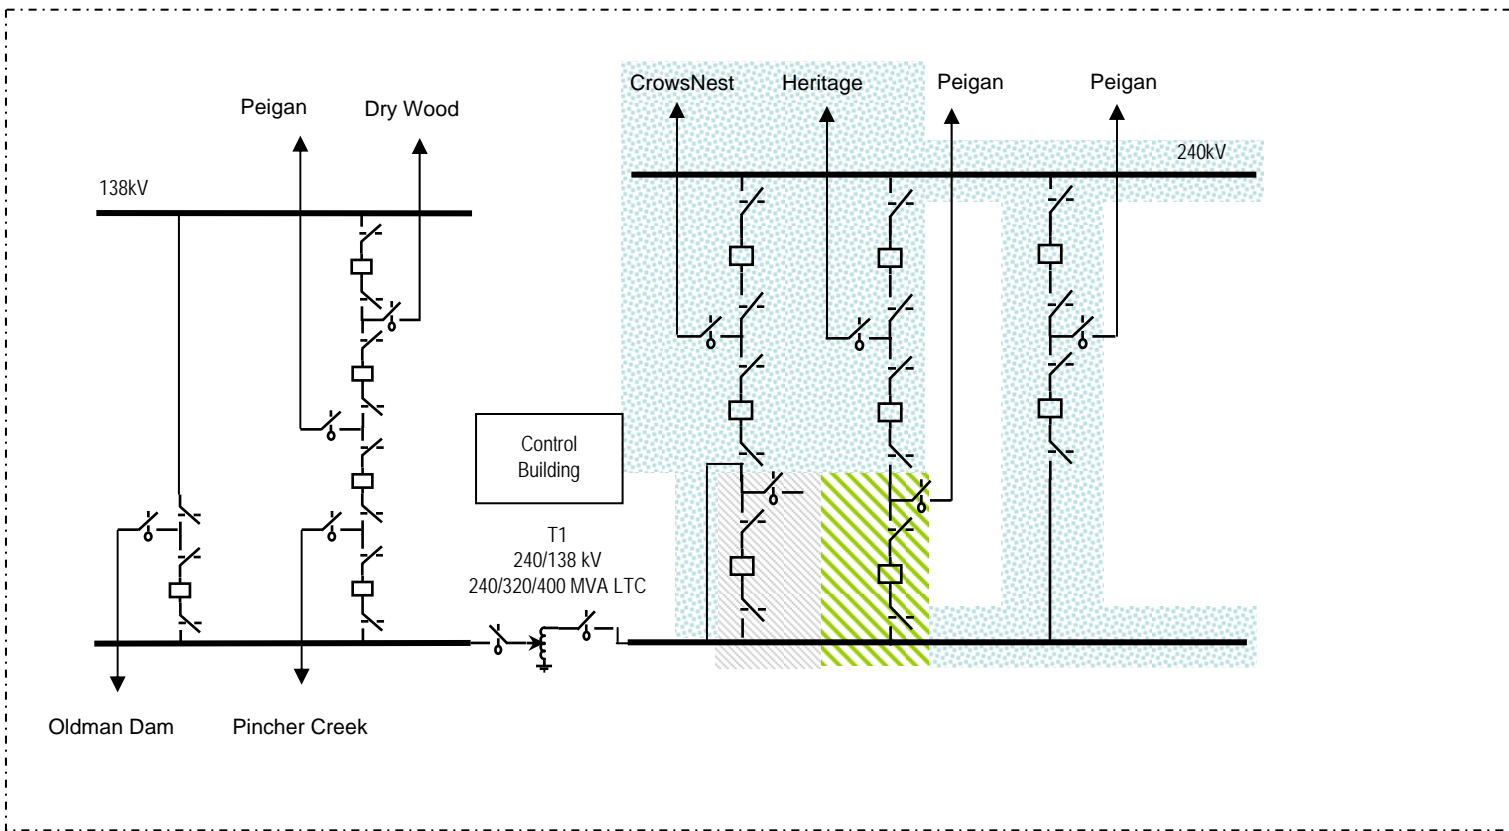 CrowsNest
Heritage
Peigan
Peigan
Peigan
Dry Wood
240kV
138kV
Control
Building
T1
240/138 kV
240/320/400 MVA LTC
Oldman Dam
Pincher Creek